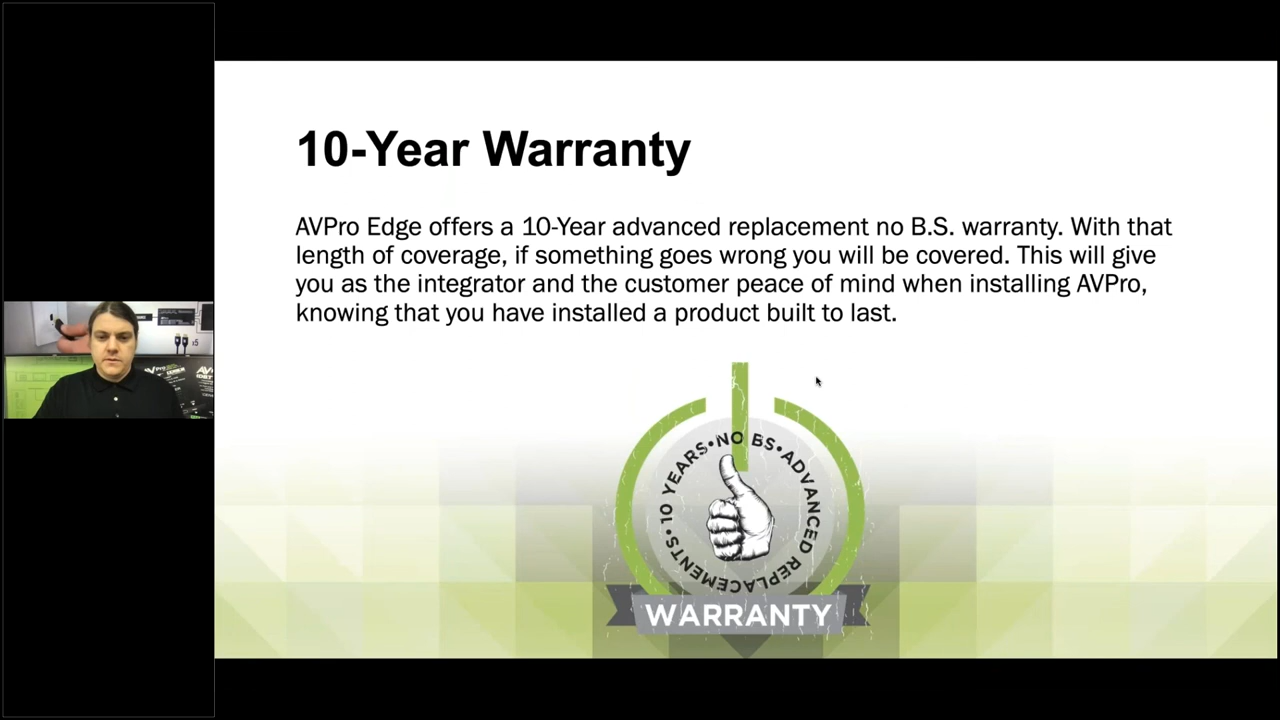 10-Year Warranty
AVPro Edge offers a 10-Year advanced replacement no B.S. warranty. With that
length of coverage, if something goes wrong you will be covered. This will give
you as the integrator and the customer peace of mind when installing AVPro,
knowing that you have installed a product built to last.
•10 YEARS•NO BS•ADVANCED REPLACEMENTS
WARRANTY
x5